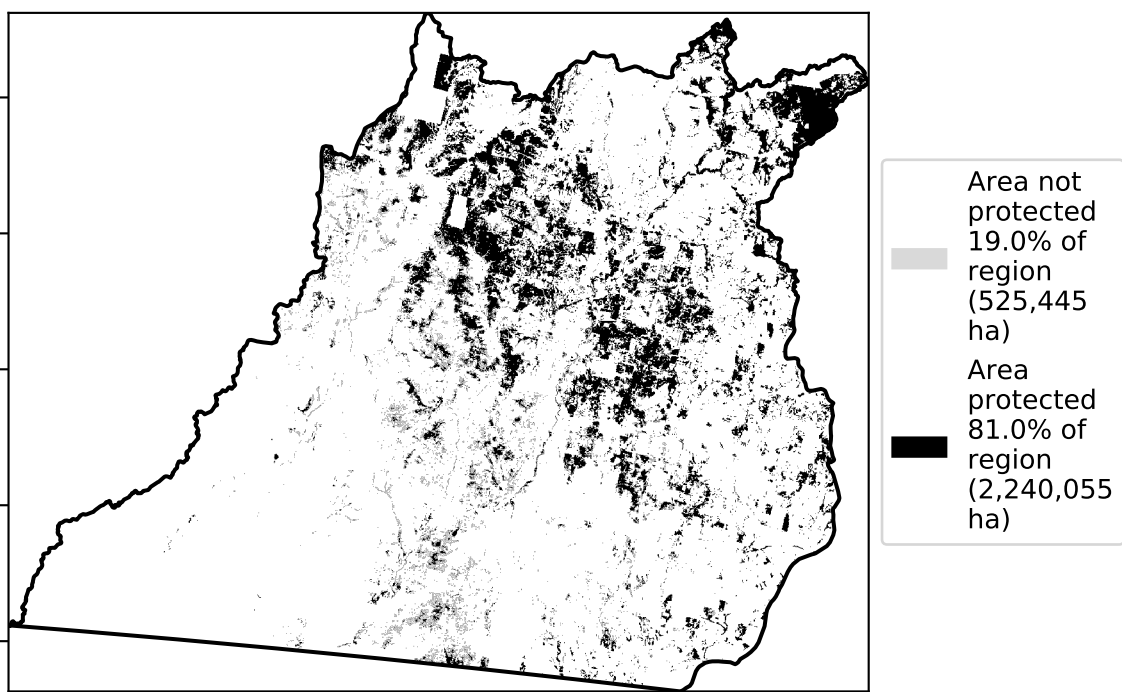 Area not
protected
19.0% of
region
(525,445
ha)
Area
protected
81.0% of
region
(2,240,055
ha)